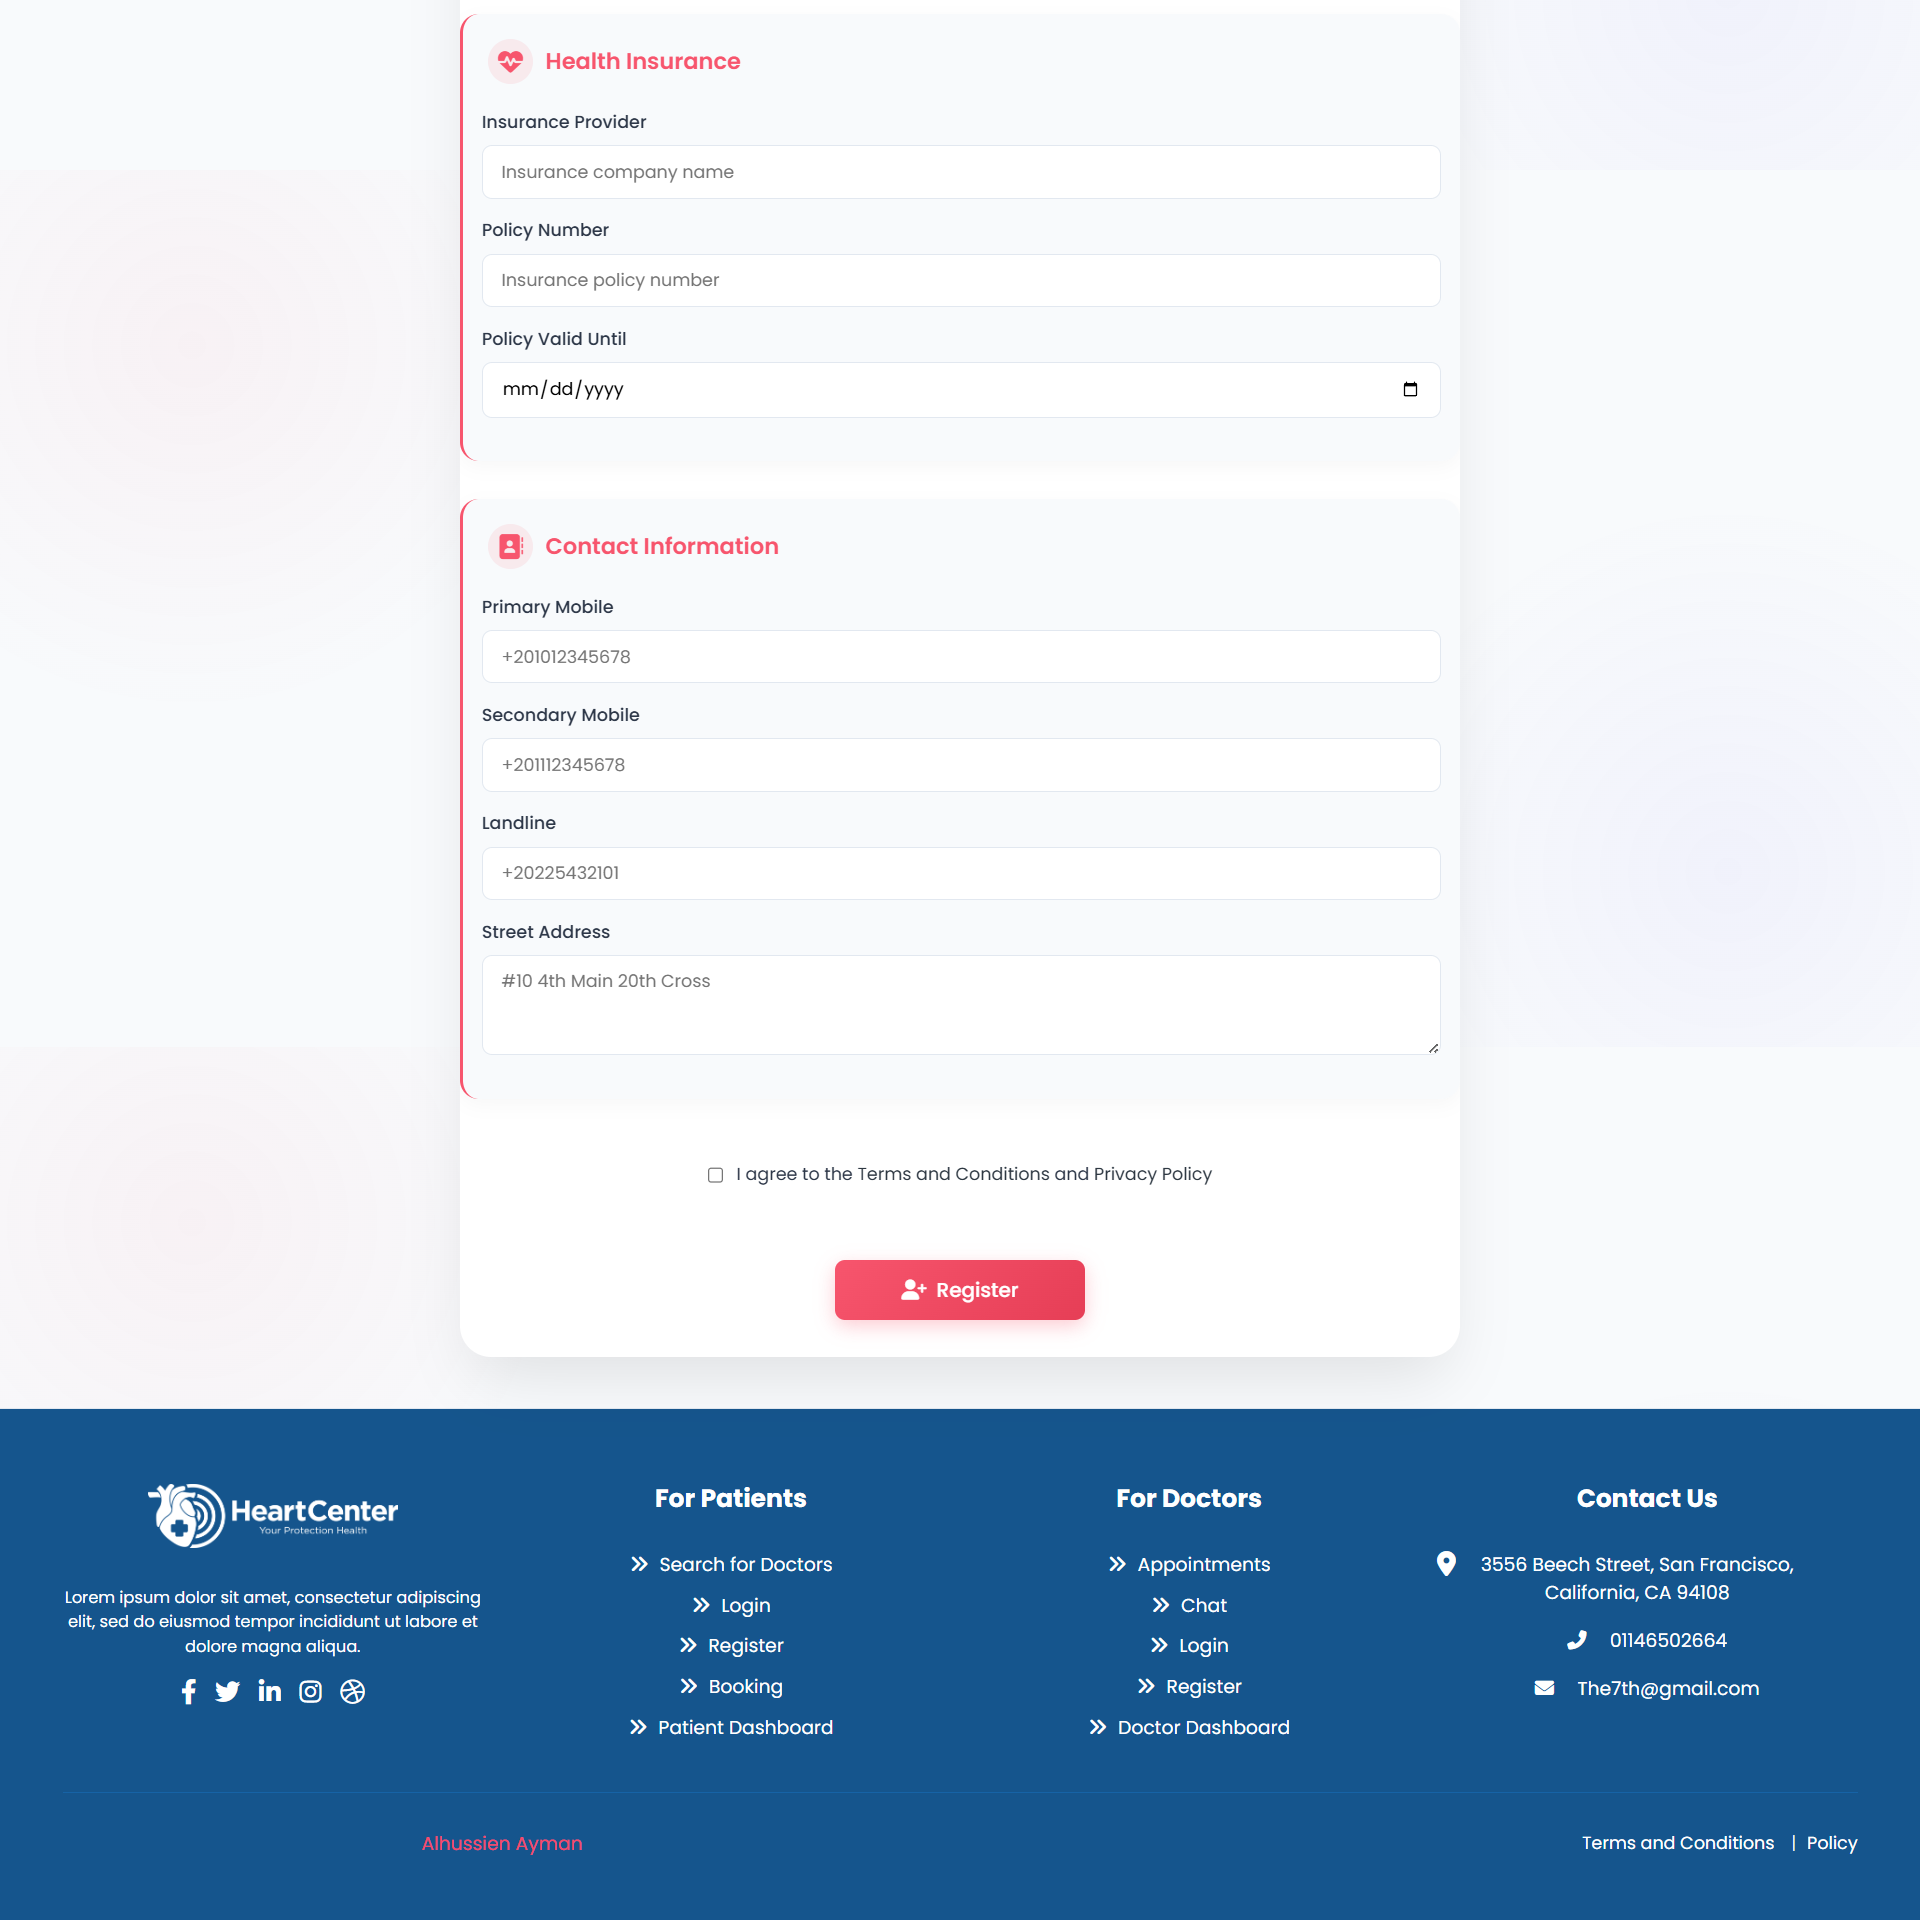 Health Insurance
Insurance Provider
Insurance company name
Policy Number
Insurance policy number
Policy Valid Until
mm/dd/yyyy
Contact Information
Primary Mobile
+201012345678
Secondary Mobile
+201112345678
Landline
+20225432101
Street Address
#10 4th Main 20th Cross
I agree to the Terms and Conditions and Privacy Policy
Register
HeartCenter
Your Protection Health
Lorem ipsum dolor sit amet, consectetur adipiscing
elit, sed do eiusmod tempor incididunt ut labore et
dolore magna aliqua.
For Patients
Search for Doctors
Login
Register
Booking
Patient Dashboard
For Doctors
Appointments
Chat
Login
Register
Doctor Dashboard
Contact Us
3556 Beech Street, San Francisco,
California, CA 94108
01146502664
The7th@gmail.com
Alhussien Ayman
Terms and Conditions | Policy